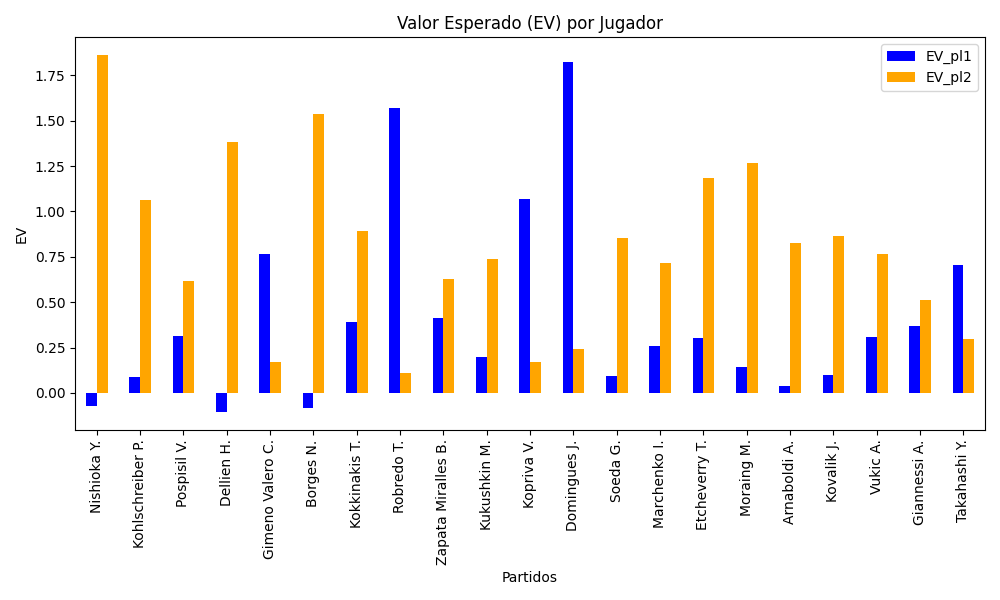 Valor Esperado (EV) por Jugador
EV_pl1
EV_pl2
EV
1.75
1.50
1.25
1.00
0.75
0.50
0.25
0.00
Nishioka Y.
Kohlschreiber P.
Pospisil V.
Dellien H.
Gimeno Valero C.
Borges N.
Kokkinakis T.
Robredo T.
Zapata Miralles B.
Kukushkin M.
Kopriva V.
Domingues J.
Soeda G.
Marchenko I.
Etcheverry T.
Moraing M.
Arnaboldi A.
Kovalik J.
Vukic A.
Giannessi A.
Takahashi Y.
Partidos